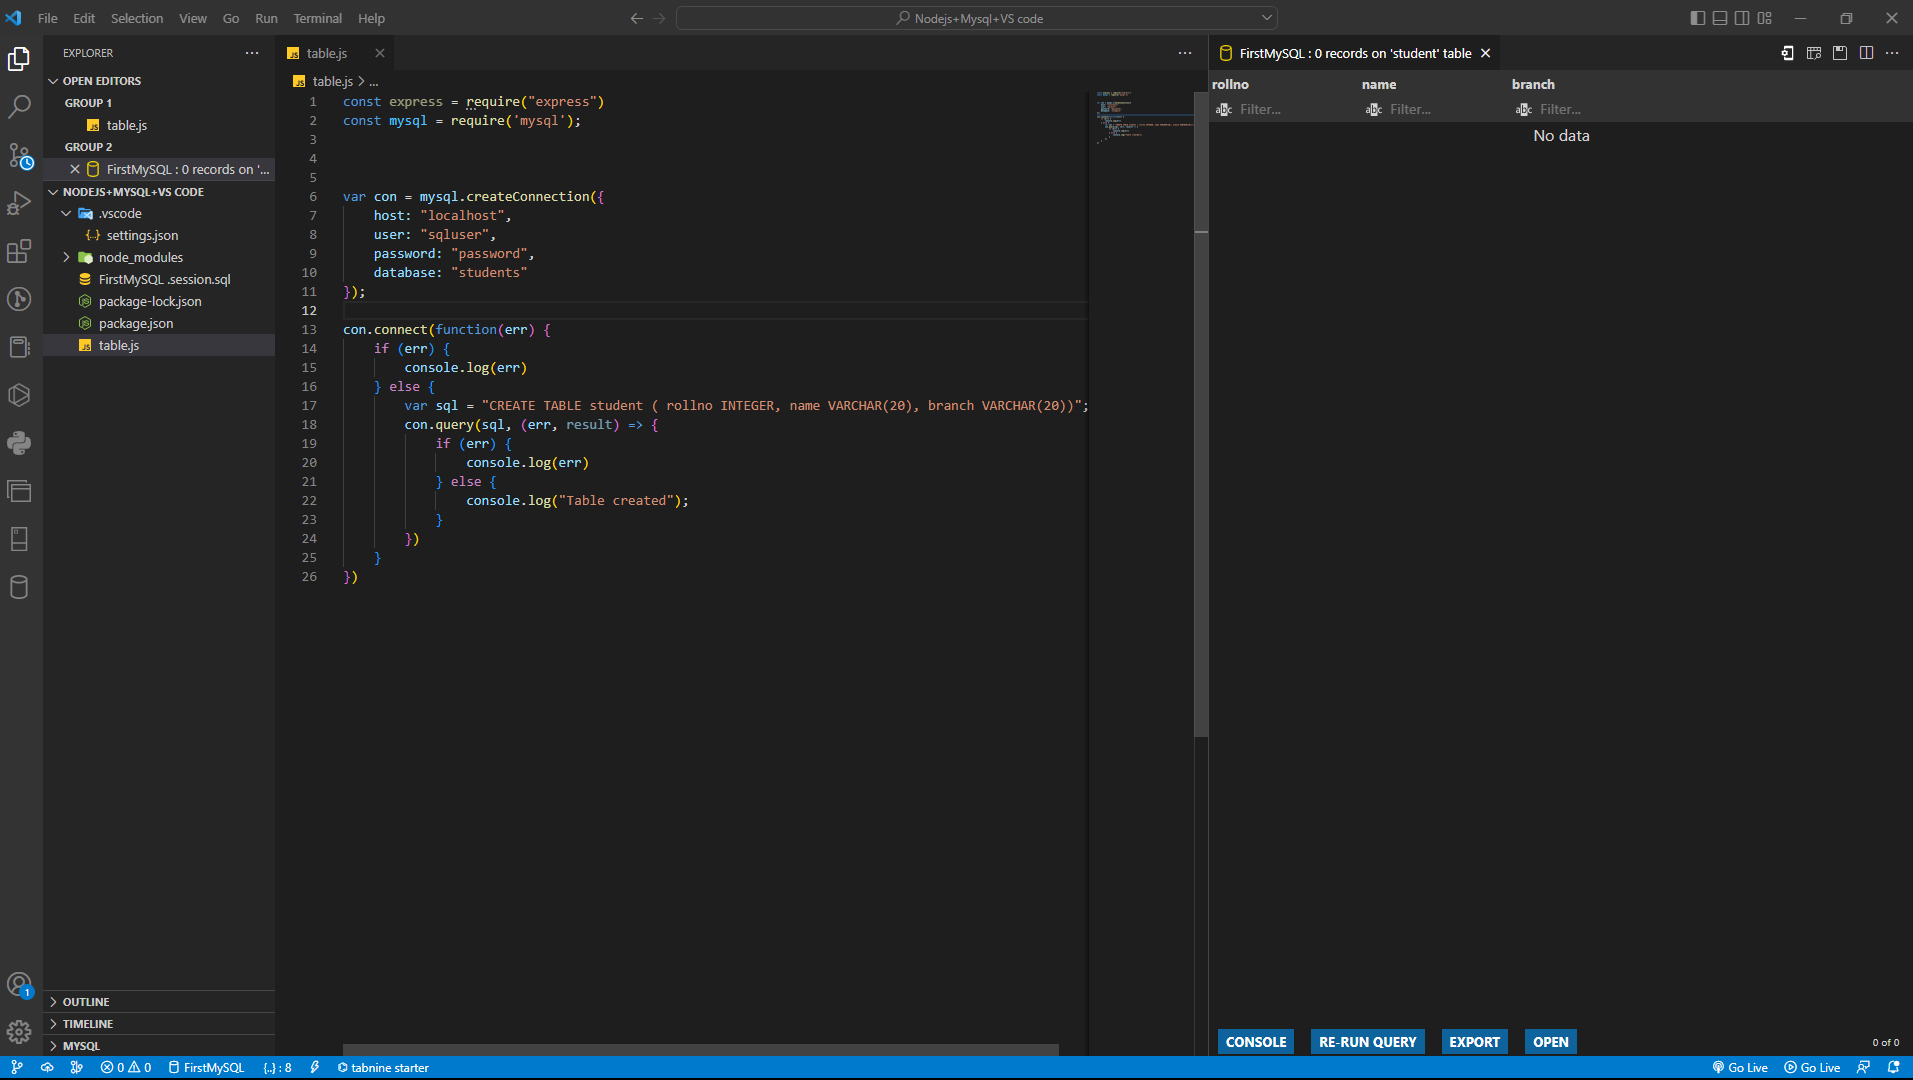 File Edit Selection View Go Run Terminal Help
Nodejs+Mysql+VS code
EXPLORER
OPEN EDITORS
GROUP 1
table.js
GROUP 2
FirstMySQL : 0 records on '...
NODEJS+MYSQL+VS CODE
.vscode
settings.json
node_modules
FirstMySQL .session.sql
package-lock.json
package.json
table.js
OUTLINE
TIMELINE
MYSQL
table.js
table.js > ...
1 const express = require("express")
2 const mysql = require('mysql');
3
4
5
6 var con = mysql.createConnection({
7 host: "localhost",
8 user: "sqluser",
9 password: "password",
10 database: "students"
11 });
12
13 con.connect(function(err) {
14 if (err) {
15 console.log(err)
16 } else {
17 var sql = "CREATE TABLE student ( rollno INTEGER, name VARCHAR(20), branch VARCHAR(20))";
18 con.query(sql, (err, result) => {
19 if (err) {
20 console.log(err)
21 } else {
22 console.log("Table created");
23 }
24 })
25 }
26 })
FirstMySQL : 0 records on 'student' table
rollno name branch
abc Filter... abc Filter... abc Filter...
No data
CONSOLE RE-RUN QUERY EXPORT OPEN 0 of 0
1
0 0 FirstMySQL {..} : 8 tabnine starter Go Live Go Live